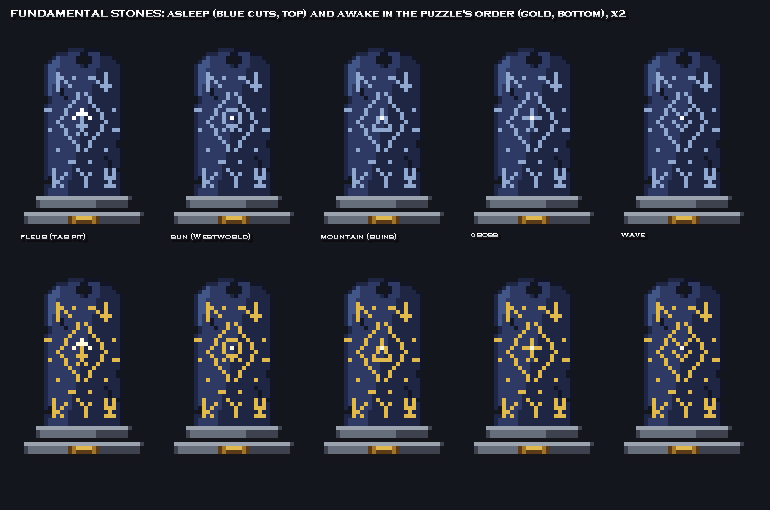 FUNDAMENTAL STONES: ASLEEP (BLUE CUTS, TOP) AND AWAKE IN THE PUZZLE'S ORDER (GOLD, BOTTOM), X2
FLEUR (TAR PIT) SUN (WESTWORLD) MOUNTAIN (RUINS) CROSS WAVE